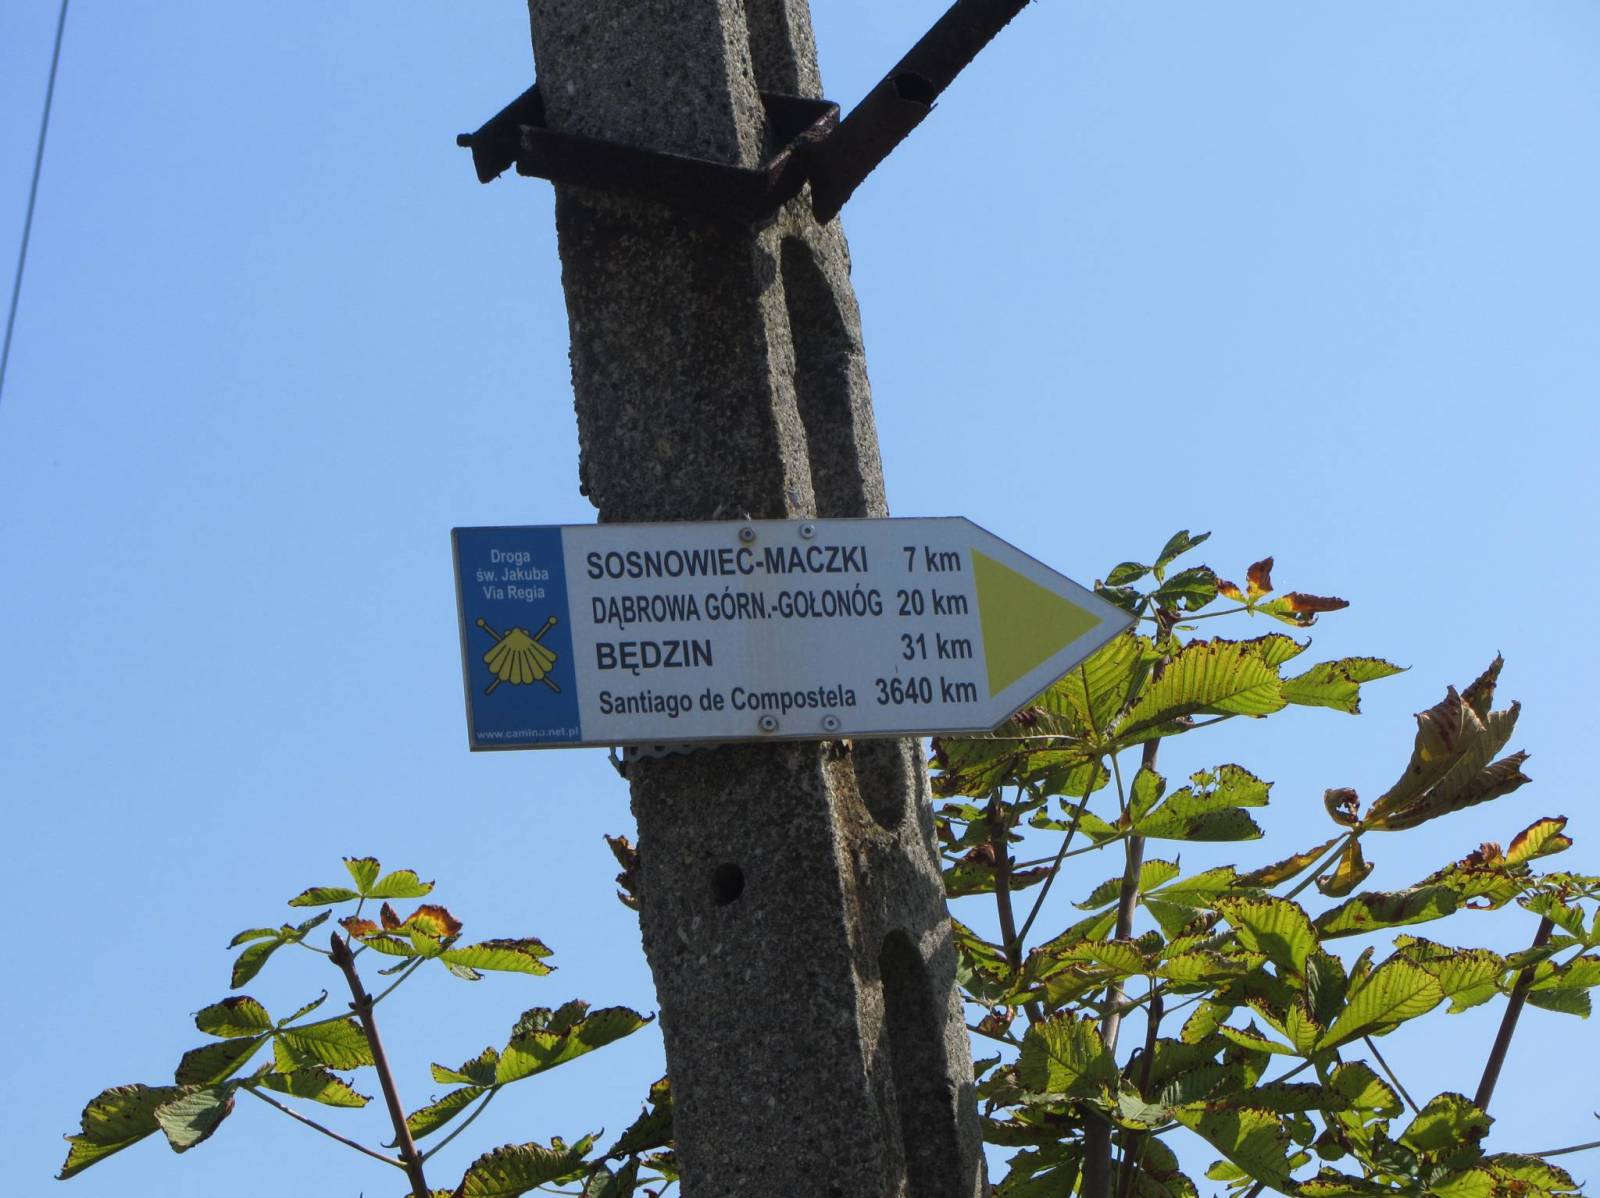 Droga
św. Jakuba
Via Regia
www.camino.net.pl
SOSNOWIEC-MACZKI 7 km
DĄBROWA GÓRN.-GOŁONÓG 20 km
BĘDZIN 31 km
Santiago de Compostela 3640 km